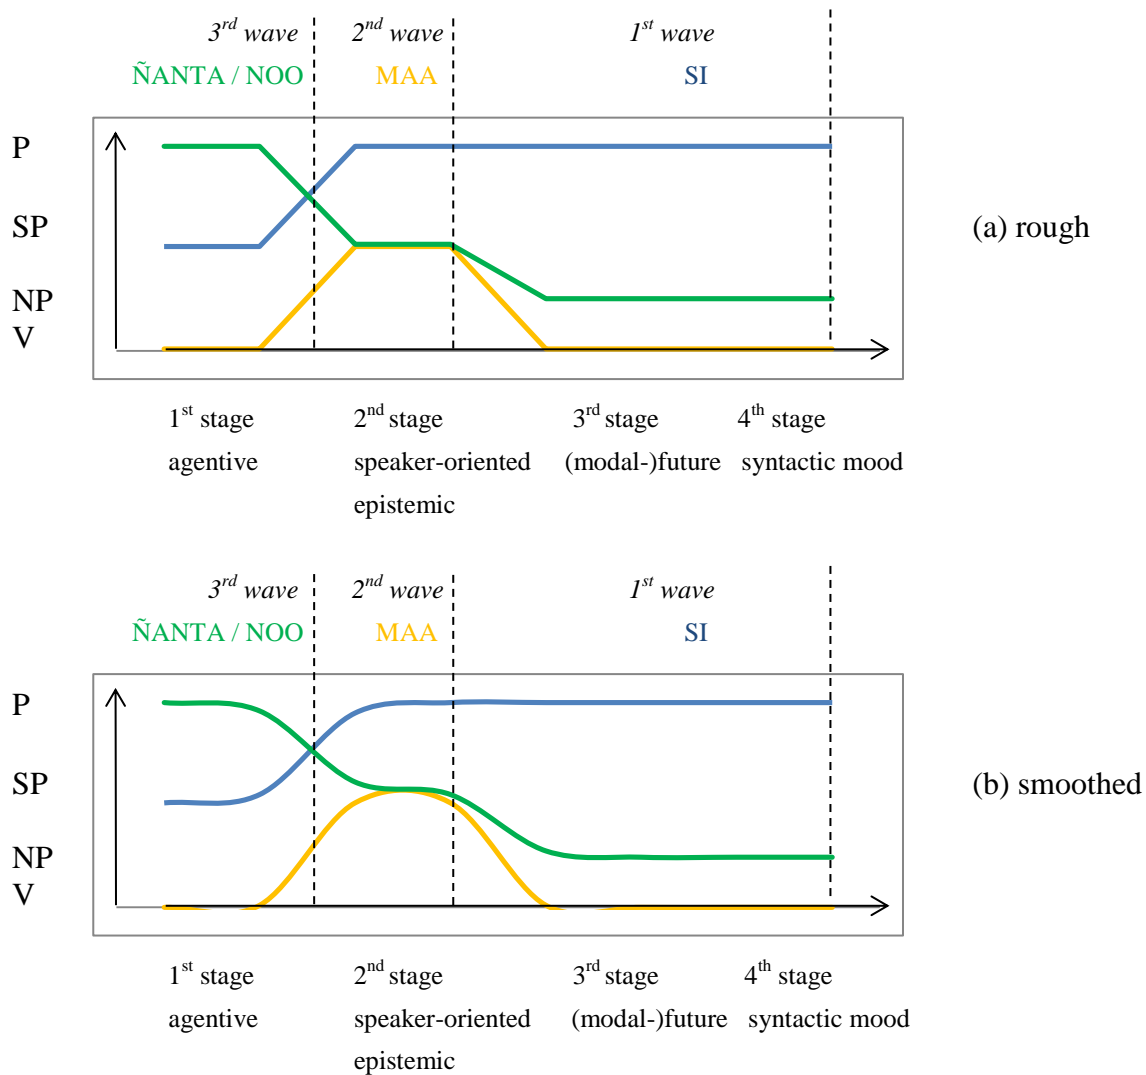 3rd wave 2nd wave 1st wave
ÑANTA / NOO MAA SI
P
SP
(a) rough
NP
V
1st stage 2nd stage 3rd stage 4th stage
agentive speaker-oriented (modal-)future syntactic mood
epistemic
3rd wave 2nd wave 1st wave
ÑANTA / NOO MAA SI
P
SP
(b) smoothed
NP
V
1st stage 2nd stage 3rd stage 4th stage
agentive speaker-oriented (modal-)future syntactic mood
epistemic